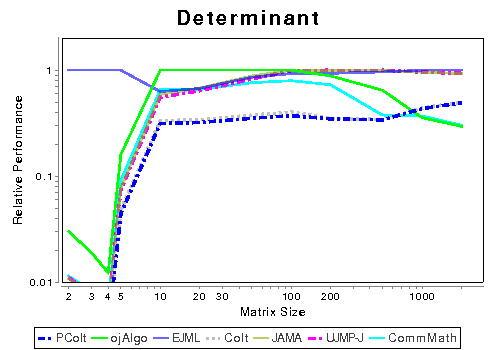 Determinant
Relative Performance
1
0.1
0.01
2 3 4 5 10 20 30 100 200 1000
Matrix Size
PColt ojAlgo EJML Colt JAMA UJMP-J CommMath